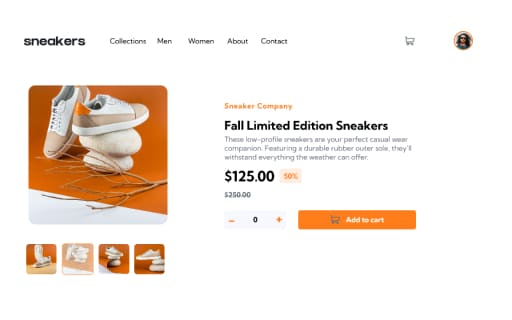 sneakers Collections Men Women About Contact
Sneaker Company
Fall Limited Edition Sneakers
These low-profile sneakers are your perfect casual wear
companion. Featuring a durable rubber outer sole, they'll
withstand everything the weather can offer.
$125.00 50%
$250.00
– 0 + Add to cart